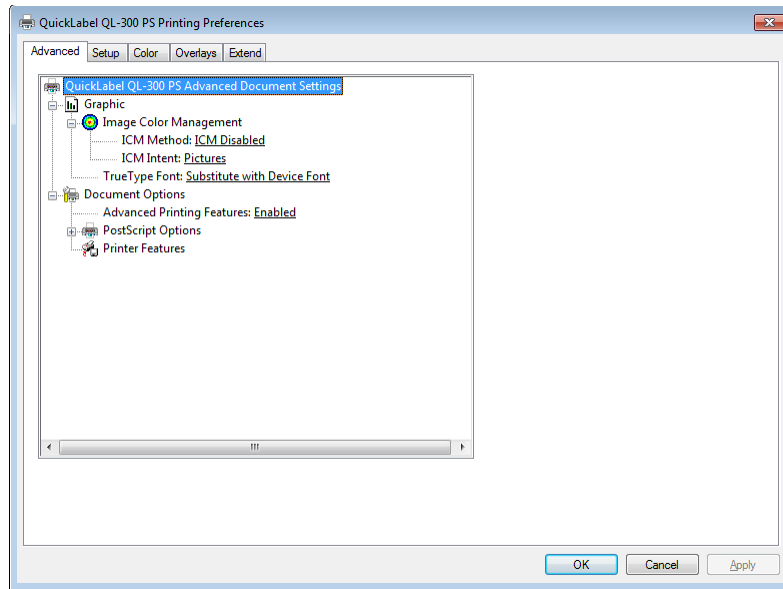 QuickLabel QL-300 PS Printing Preferences
Advanced Setup Color Overlays Extend
QuickLabel QL-300 PS Advanced Document Settings
Graphic
Image Color Management
ICM Method: ICM Disabled
ICM Intent: Pictures
TrueType Font: Substitute with Device Font
Document Options
Advanced Printing Features: Enabled
PostScript Options
Printer Features
OK Cancel Apply